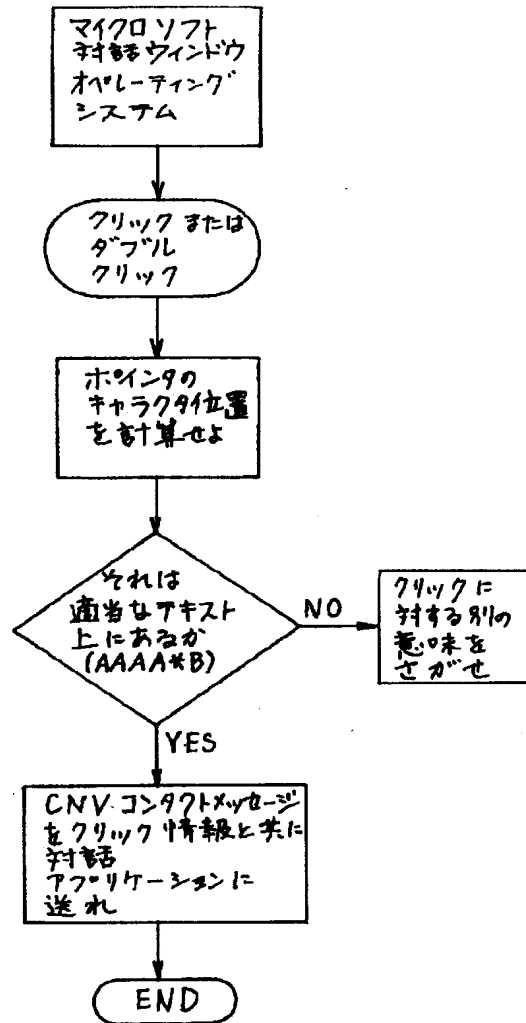 マイクロソフト
対話ウィンドウ
オペレーティング
システム
クリック または
ダブル
クリック
ポインタの
キャラクタ位置
を計算せよ
それは
適当なテキスト
上にあるか
(AAAA*B)
NO
クリックに
対する別の
意味を
さがせ
YES
CNV.コンタクトメッセージ
をクリック情報と共に
対話
アプリケーションに
送れ
END